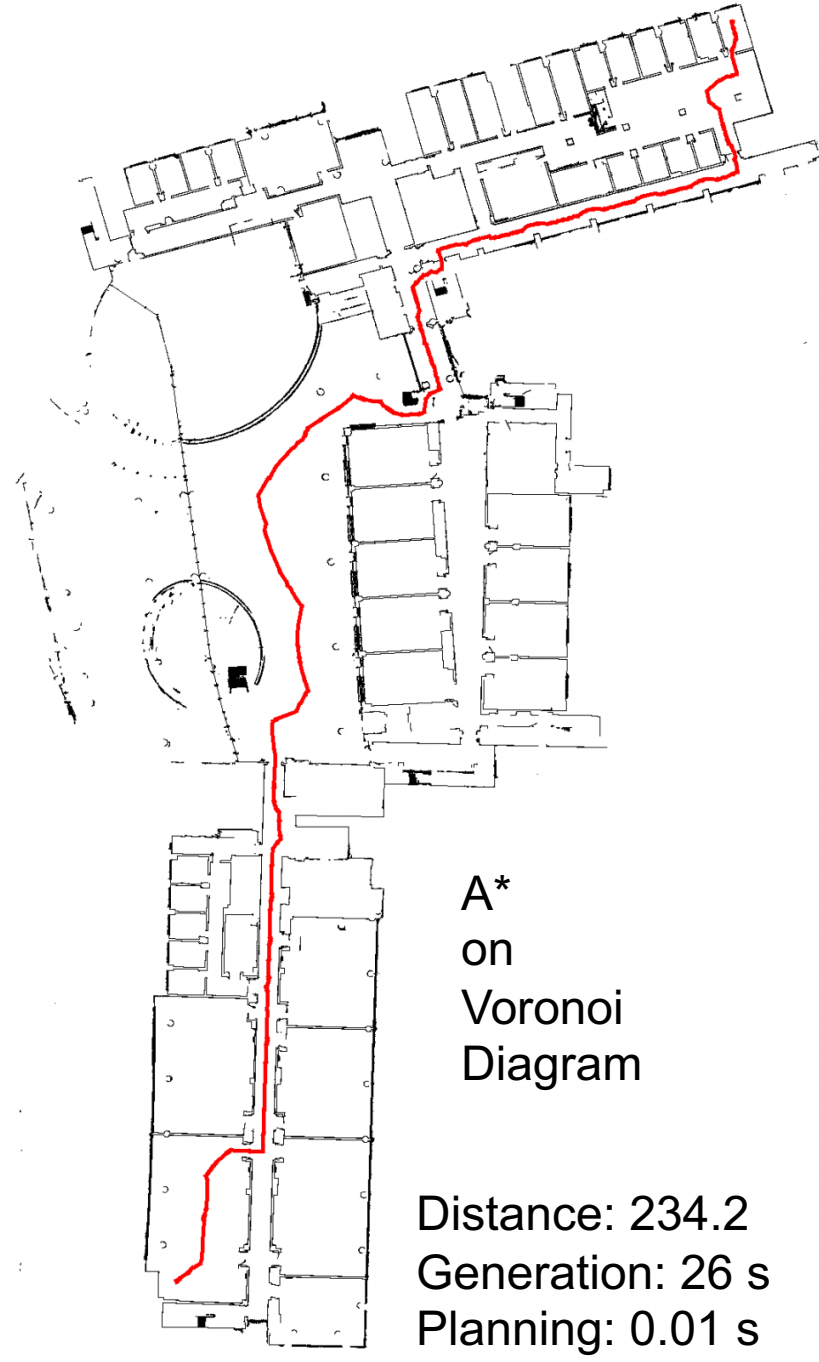 A*
on
Voronoi
Diagram
Distance: 234.2
Generation: 26 s
Planning: 0.01 s